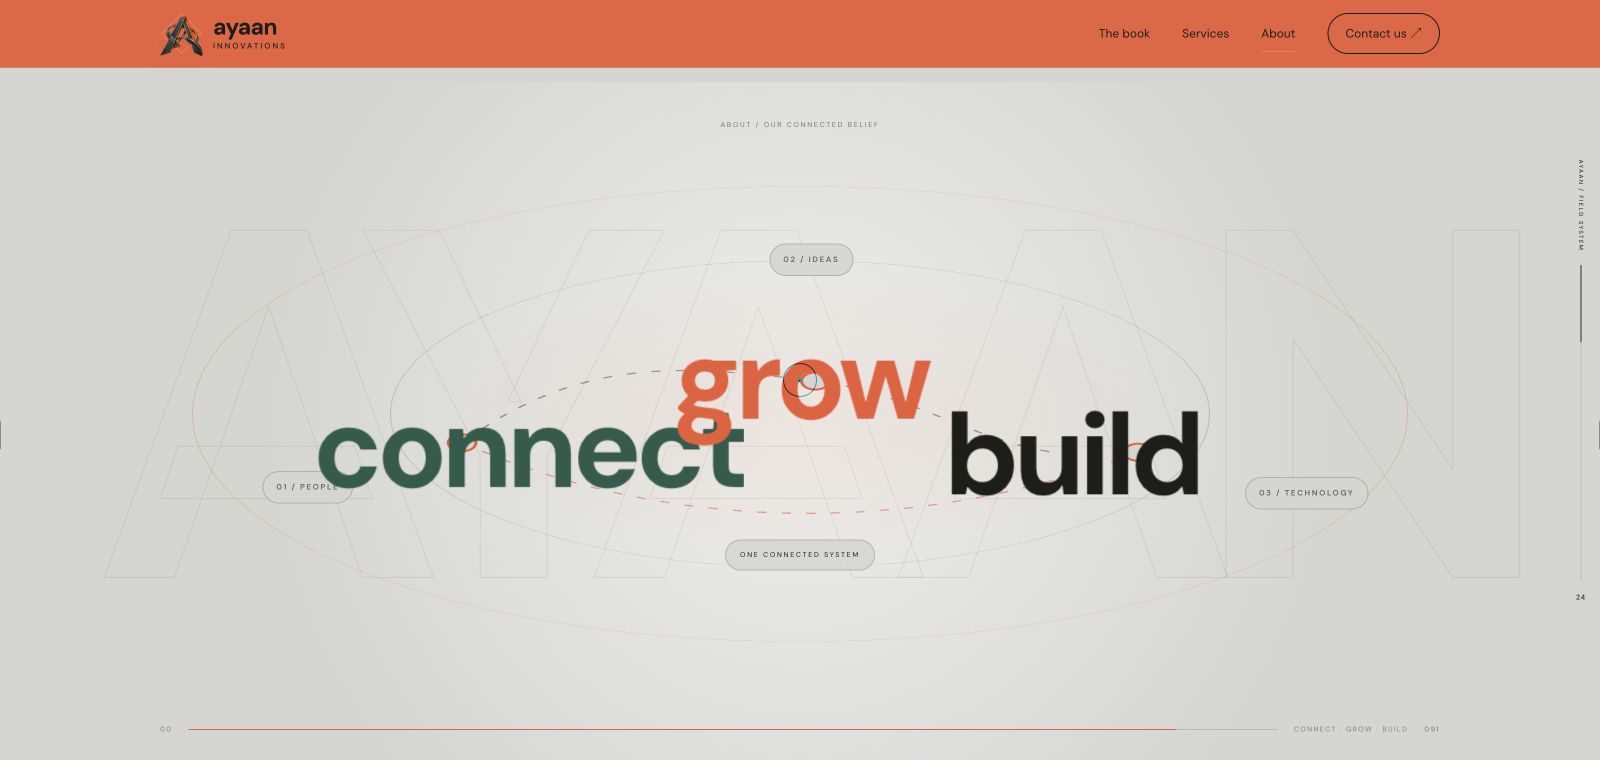 ayaan
INNOVATIONS
The book
Services
About
Contact us ↗
ABOUT / OUR CONNECTED BELIEF
AYAAN / FIELD SYSTEM
AYAAN
02 / IDEAS
grow
connect
build
01 / PEOPLE
03 / TECHNOLOGY
ONE CONNECTED SYSTEM
24
00
CONNECT · GROW · BUILD
091